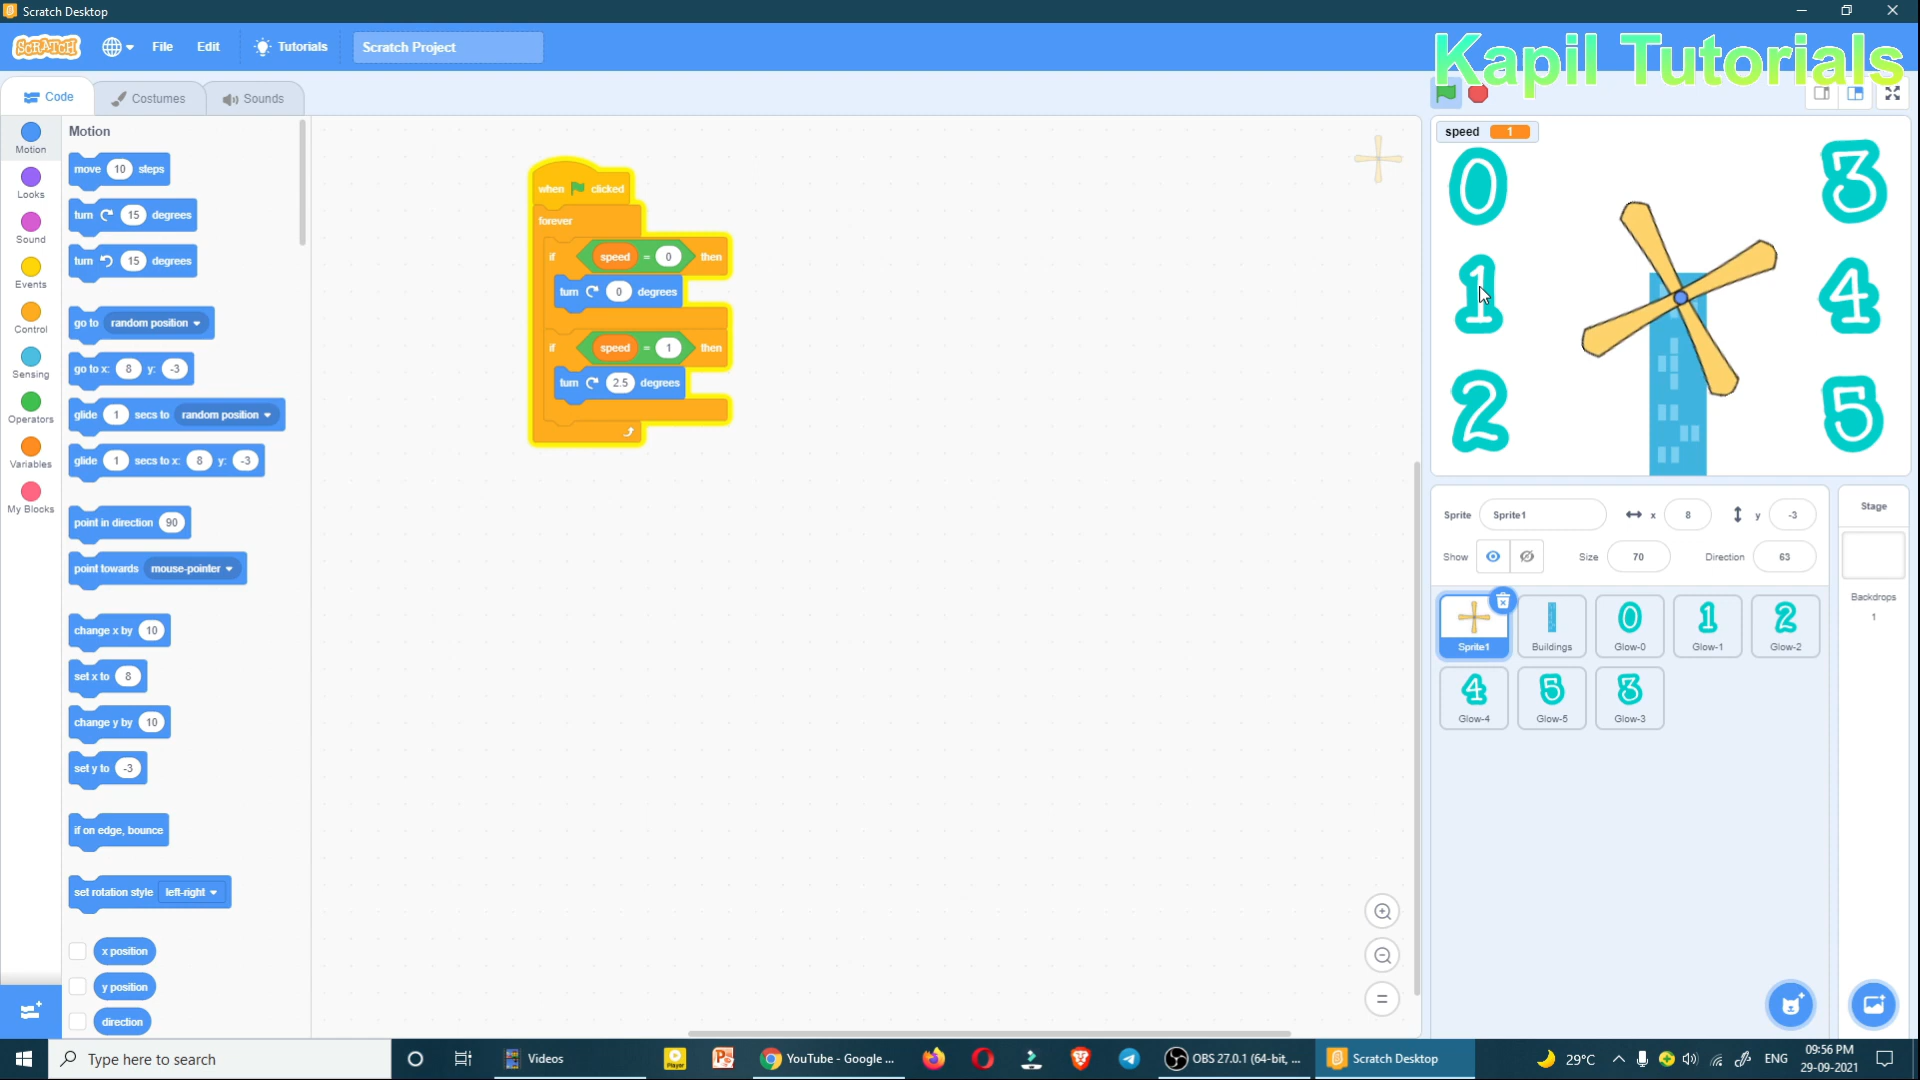 Scratch Desktop
SCRATCH
File
Edit
Tutorials
Scratch Project
Kapil Tutorials
Code
Costumes
Sounds
Motion
Looks
Sound
Events
Control
Sensing
Operators
Variables
My Blocks
Motion
move 10 steps
turn 15 degrees
turn 15 degrees
go to random position
go to x: 8 y: -3
glide 1 secs to random position
glide 1 secs to x: 8 y: -3
point in direction 90
point towards mouse-pointer
change x by 10
set x to 8
change y by 10
set y to -3
if on edge, bounce
set rotation style left-right
x position
y position
direction
when clicked
forever
if speed = 0 then
turn 0 degrees
if speed = 1 then
turn 2.5 degrees
speed 1
0
1
2
3
4
5
Sprite Sprite1 x 8 y -3
Show Size 70 Direction 63
Sprite1
Buildings
0
Glow-0
1
Glow-1
2
Glow-2
4
Glow-4
5
Glow-5
3
Glow-3
Stage
Backdrops
1
Type here to search
Videos
Player
YouTube - Google ...
OBS 27.0.1 (64-bit, ...
Scratch Desktop
29°C
ENG
09:56 PM
29-09-2021